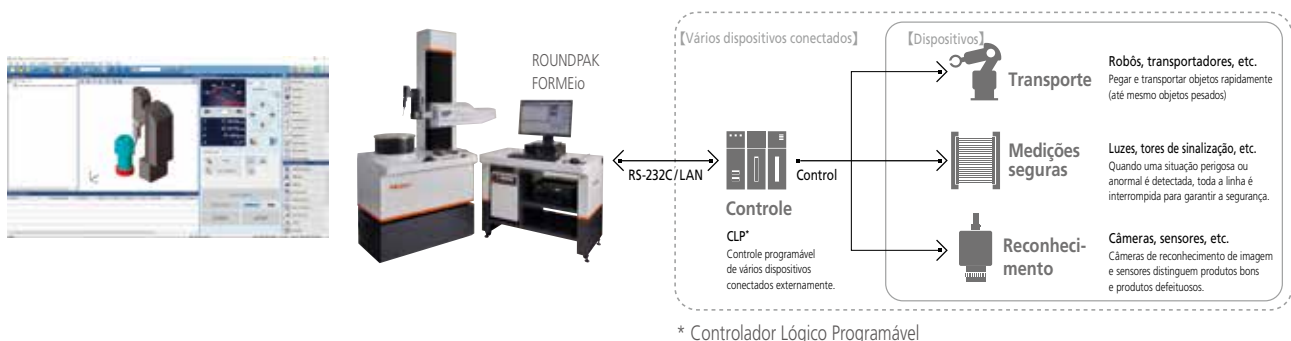 ROUNDPAK
FORMEio
RS-232C/LAN
【Vários dispositivos conectados】
Controle
CLP*
Controle programável
de vários dispositivos
conectados externamente.
Control
【Dispositivos】
Transporte
Robôs, transportadores, etc.
Pegar e transportar objetos rapidamente
(até mesmo objetos pesados)
Medições
seguras
Luzes, tores de sinalização, etc.
Quando uma situação perigosa ou
anormal é detectada, toda a linha é
interrompida para garantir a segurança.
Reconheci-
mento
Câmeras, sensores, etc.
Câmeras de reconhecimento de imagem
e sensores distinguem produtos bons
e produtos defeituosos.
* Controlador Lógico Programável